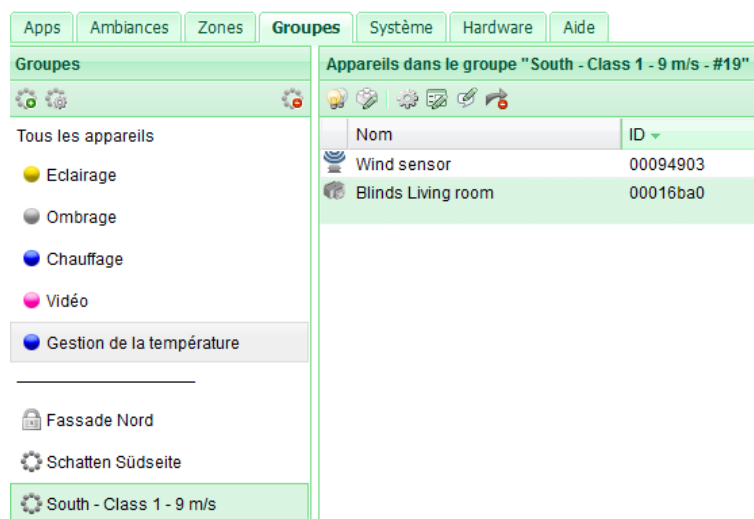 Apps Ambiances Zones Groupes Système Hardware Aide
Groupes
Appareils dans le groupe "South - Class 1 - 9 m/s - #19"
Tous les appareils
Eclairage
Ombrage
Chauffage
Vidéo
Gestion de la température
Fassade Nord
Schatten Südseite
South - Class 1 - 9 m/s
Nom ID
Wind sensor 00094903
Blinds Living room 00016ba0